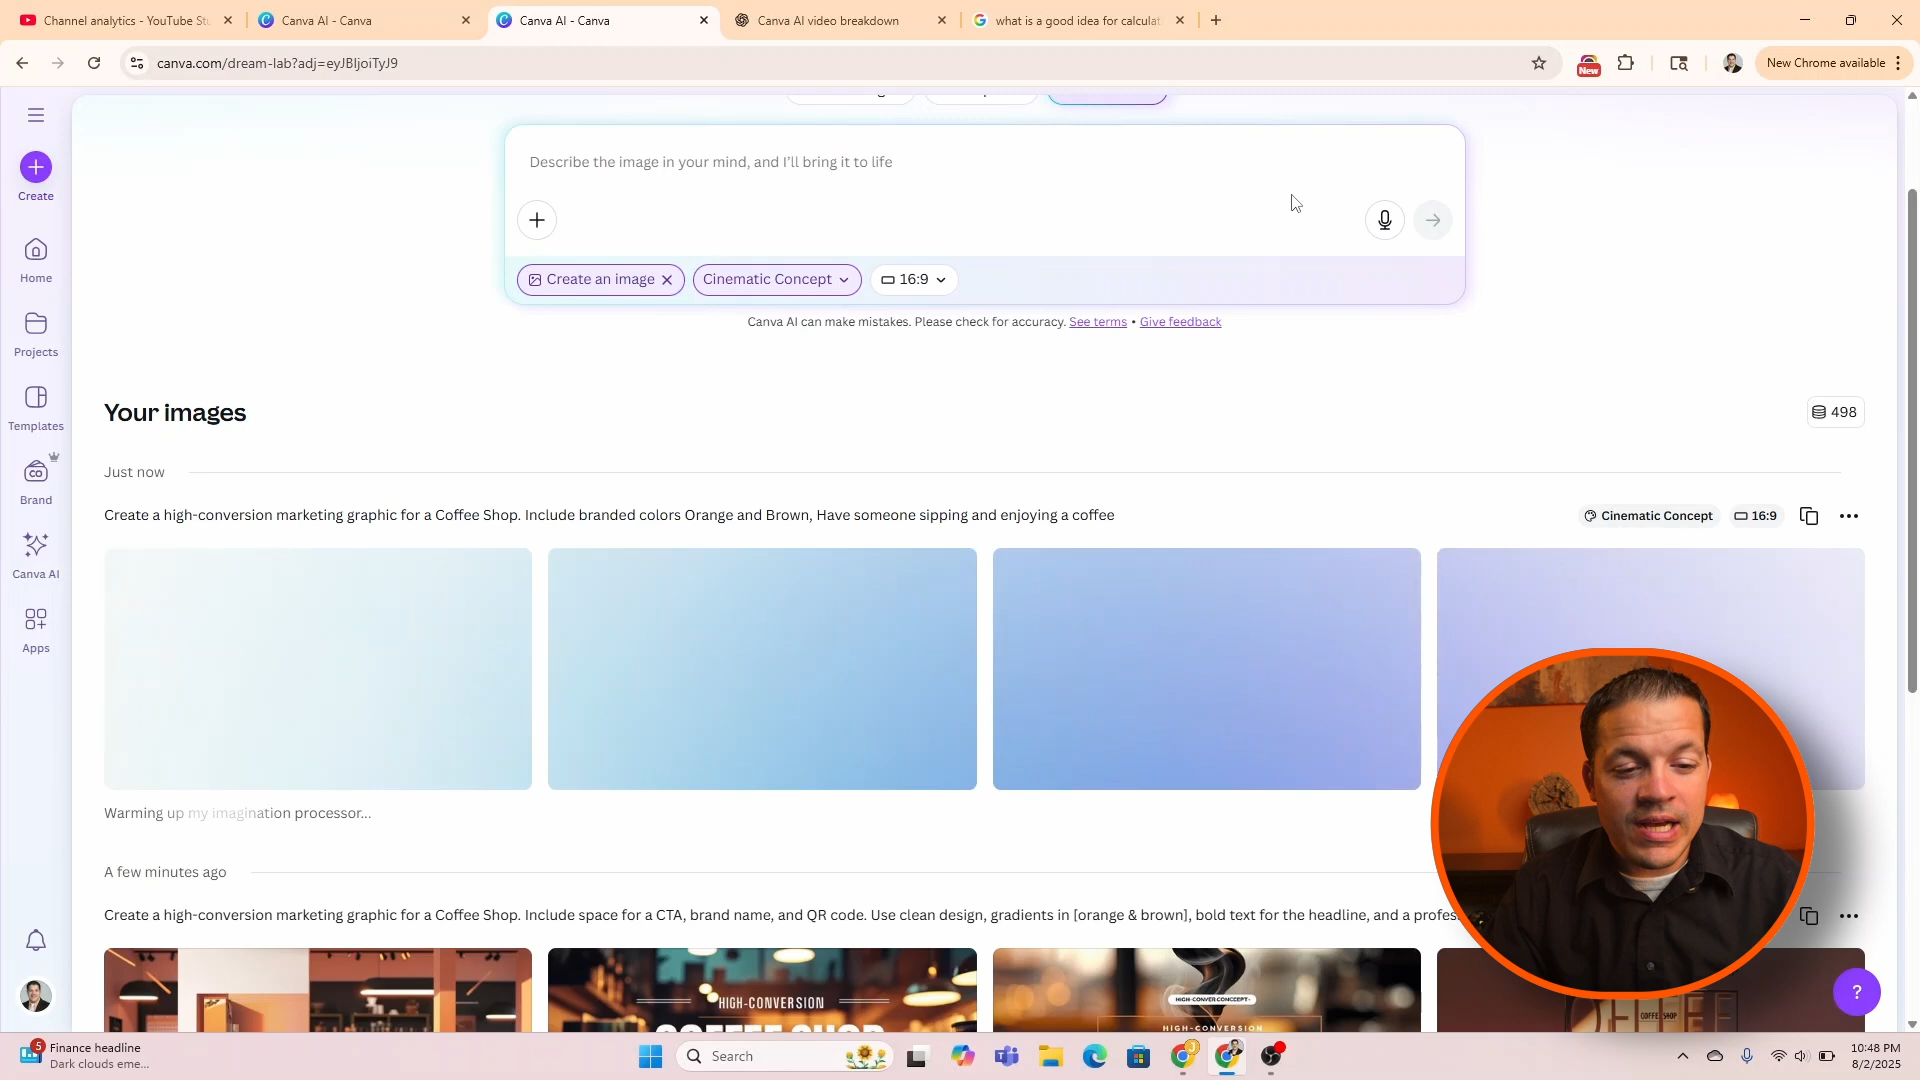 Channel analytics - YouTube St
Canva AI - Canva
Canva AI - Canva
Canva AI video breakdown
what is a good idea for calculat
canva.com/dream-lab?adj=eyJBIjoiTyJ9
New
New Chrome available
Describe the image in your mind, and I'll bring it to life
Create an image
Cinematic Concept
16:9
Canva AI can make mistakes. Please check for accuracy. See terms • Give feedback
Create
Home
Projects
Templates
Brand
Canva AI
Apps
Your images
498
Just now
Create a high-conversion marketing graphic for a Coffee Shop. Include branded colors Orange and Brown, Have someone sipping and enjoying a coffee
Cinematic Concept
16:9
Warming up my imagination processor...
A few minutes ago
Create a high-conversion marketing graphic for a Coffee Shop. Include space for a CTA, brand name, and QR code. Use clean design, gradients in [orange & brown], bold text for the headline, and a profes
HIGH-CONVERSION
COFFEE SHOP
HIGH-CONVER CONCEPT-
HIGH-CONVERSION
COFFEE SHOP
?
5
Finance headline
Dark clouds eme...
Search
10:48 PM
8/2/2025